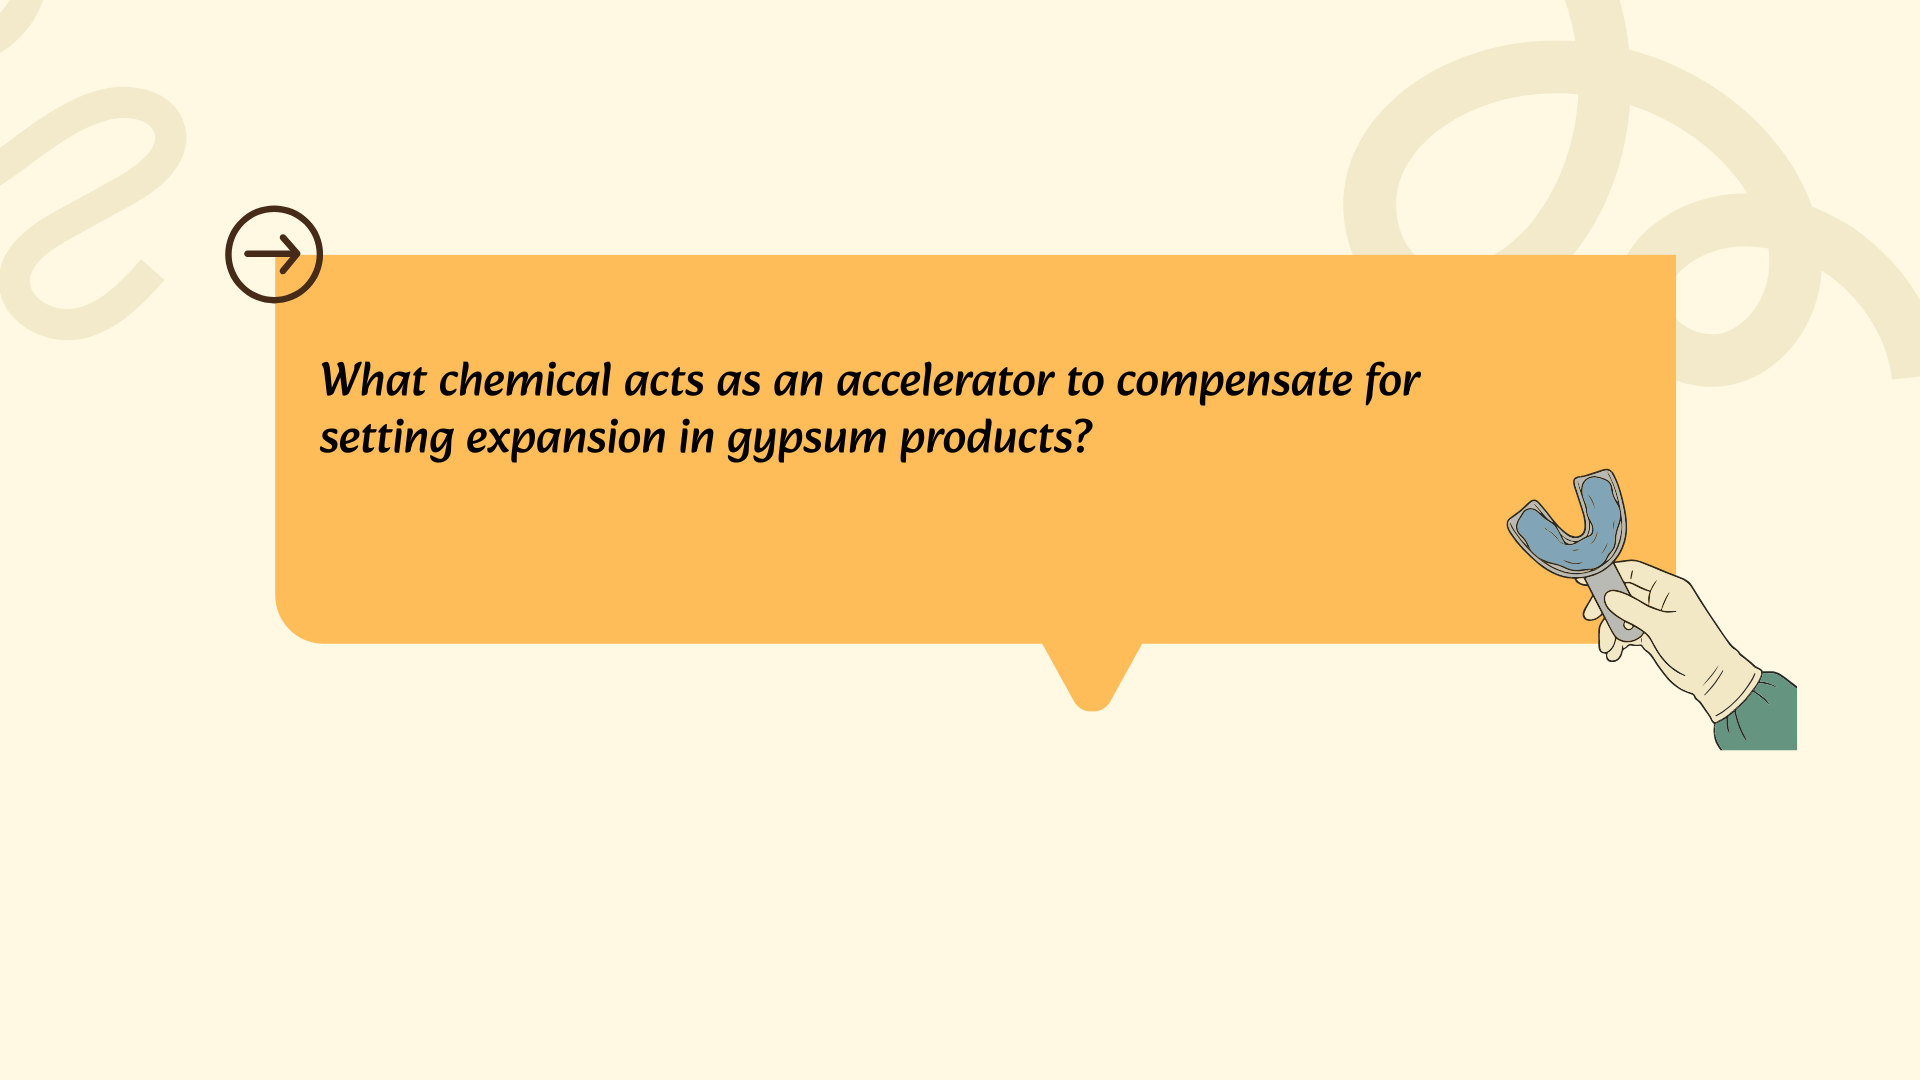 What chemical acts as an accelerator to compensate for
setting expansion in gypsum products?